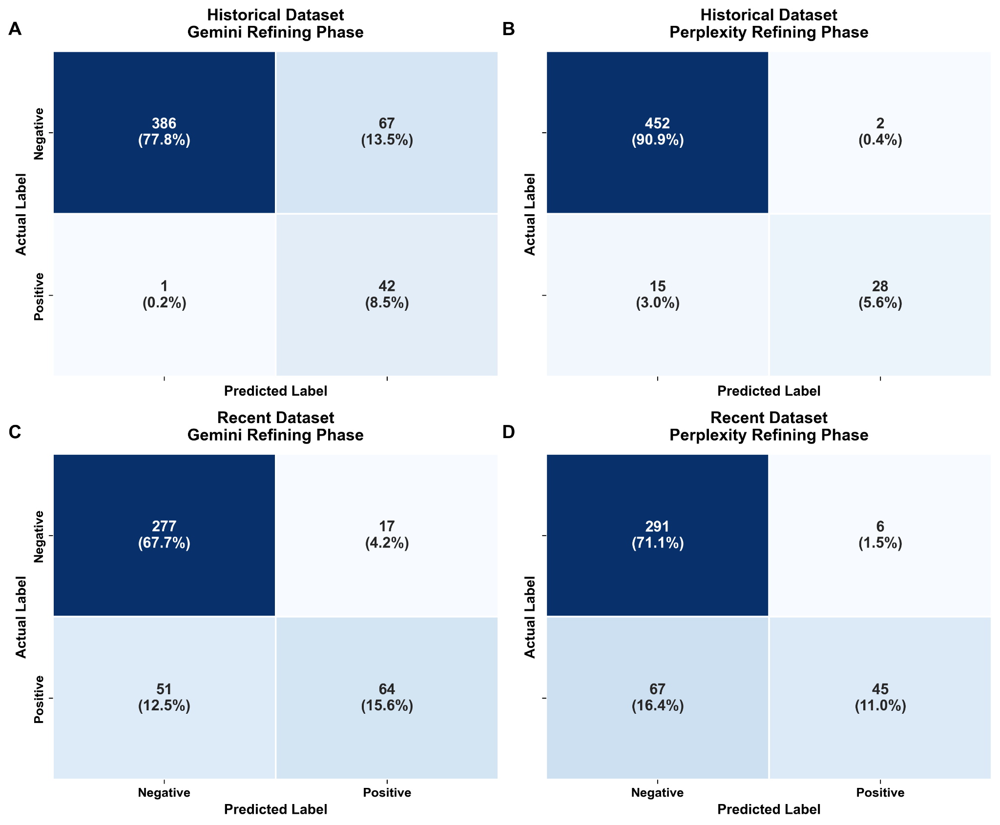 A
Historical Dataset
Gemini Refining Phase
Actual Label
Negative
Positive
386
(77.8%)
67
(13.5%)
1
(0.2%)
42
(8.5%)
Predicted Label
B
Historical Dataset
Perplexity Refining Phase
Actual Label
452
(90.9%)
2
(0.4%)
15
(3.0%)
28
(5.6%)
Predicted Label
C
Recent Dataset
Gemini Refining Phase
Actual Label
Negative
Positive
277
(67.7%)
17
(4.2%)
51
(12.5%)
64
(15.6%)
Negative
Positive
Predicted Label
D
Recent Dataset
Perplexity Refining Phase
Actual Label
291
(71.1%)
6
(1.5%)
67
(16.4%)
45
(11.0%)
Negative
Positive
Predicted Label